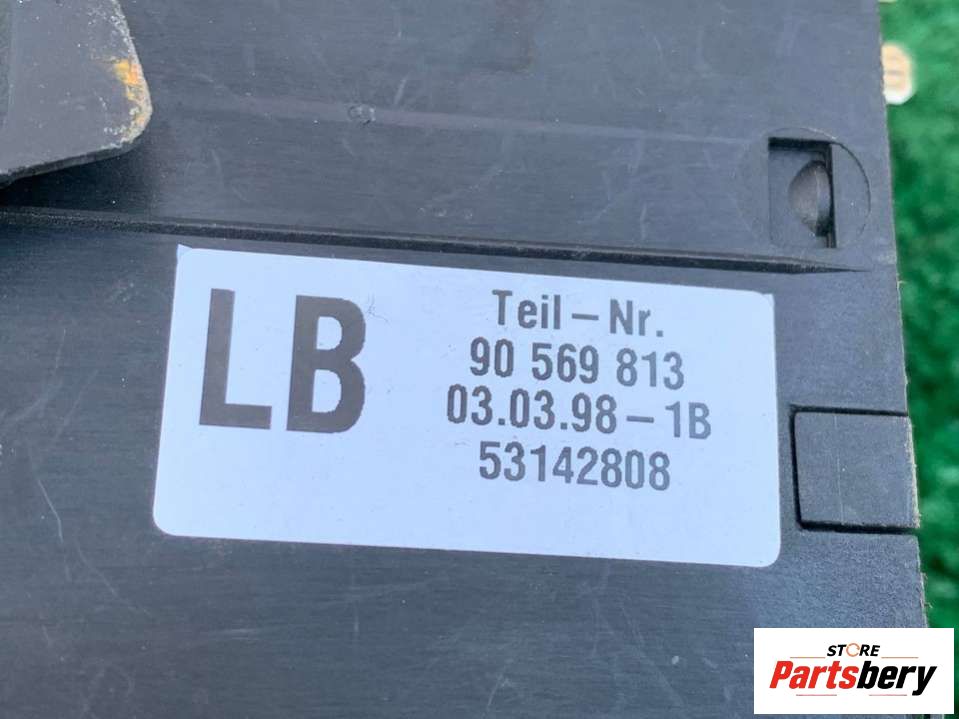 LB
Teil – Nr.
90 569 813
03.03.98 – 1B
53142808
STORE
Partsbery